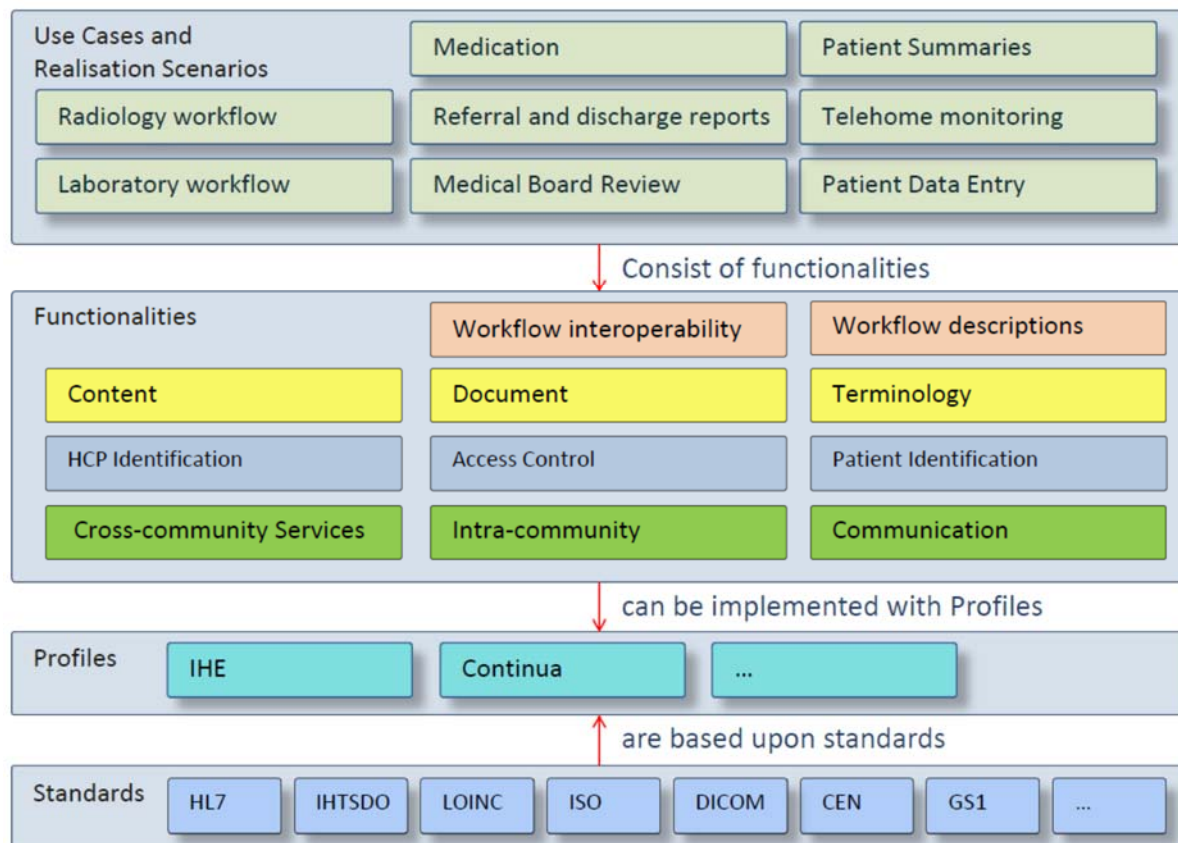 Use Cases and
Realisation Scenarios
Medication
Patient Summaries
Radiology workflow
Referral and discharge reports
Telehome monitoring
Laboratory workflow
Medical Board Review
Patient Data Entry
Consist of functionalities
Functionalities
Workflow interoperability
Workflow descriptions
Content
Document
Terminology
HCP Identification
Access Control
Patient Identification
Cross-community Services
Intra-community
Communication
can be implemented with Profiles
Profiles
IHE
Continua
...
are based upon standards
Standards
HL7
IHTSDO
LOINC
ISO
DICOM
CEN
GS1
...